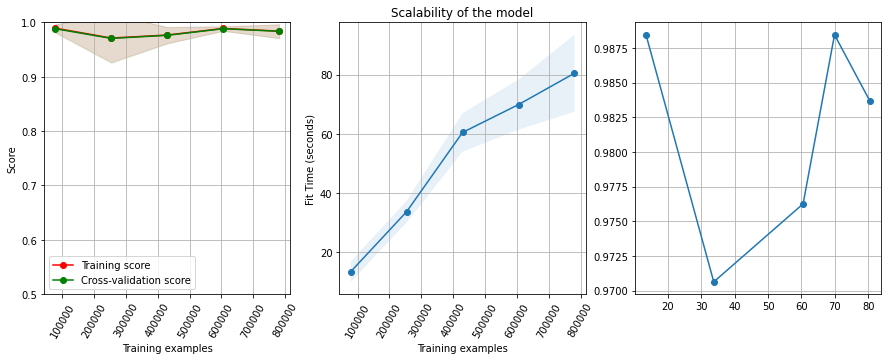 Scalability of the model
1.0
0.9
0.8
0.7
0.6
0.5
Score
Training score
Cross-validation score
100000 200000 300000 400000 500000 600000 700000 800000
Training examples
80
60
40
20
Fit Time (seconds)
100000 200000 300000 400000 500000 600000 700000 800000
Training examples
0.9875
0.9850
0.9825
0.9800
0.9775
0.9750
0.9725
0.9700
20 30 40 50 60 70 80